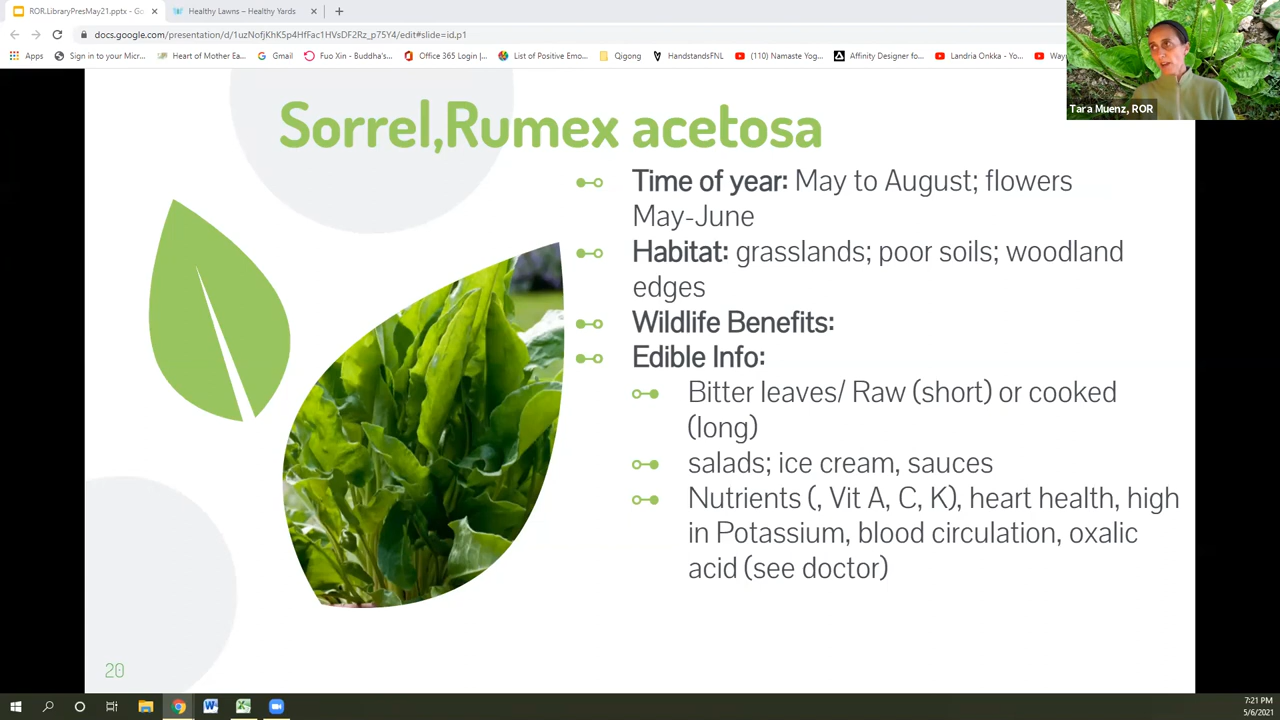 ROR.LibraryPresMay21.pptx - Go
Healthy Lawns – Healthy Yards
docs.google.com/presentation/d/1uzNofjKhK5p4HfFac1HVsDF2Rz_p75Y4/edit#slide=id.p1
Apps
Sign in to your Micr...
Heart of Mother Ea...
Gmail
Fuo Xin - Buddha's...
Office 365 Login |...
List of Positive Emo...
Qigong
HandstandsFNL
(110) Namaste Yog...
Affinity Designer fo...
Landria Onkka - Yo...
Way
Tara Muenz, ROR
Sorrel,Rumex acetosa
Time of year: May to August; flowers
May-June
Habitat: grasslands; poor soils; woodland
edges
Wildlife Benefits:
Edible Info:
Bitter leaves/ Raw (short) or cooked
(long)
salads; ice cream, sauces
Nutrients (, Vit A, C, K), heart health, high
in Potassium, blood circulation, oxalic
acid (see doctor)
20
7:21 PM
5/6/2021